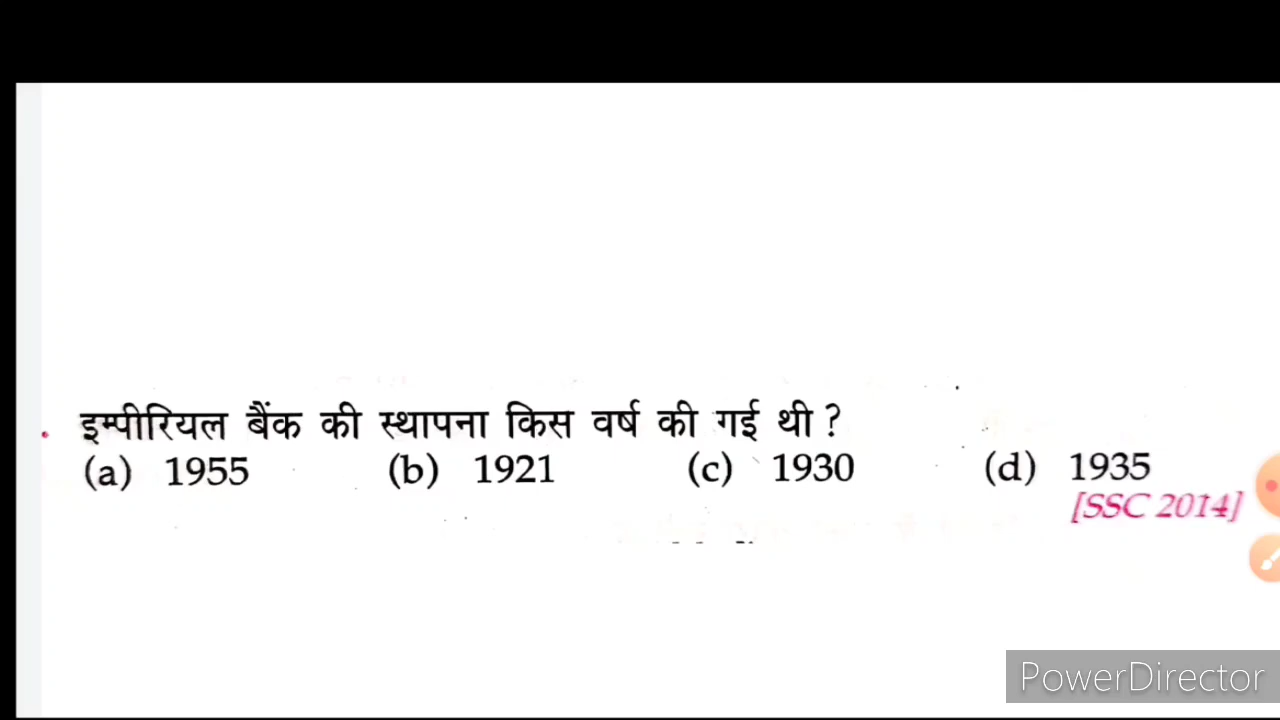 इम्पीरियल बैंक की स्थापना किस वर्ष की गई थी ?
(a) 1955 (b) 1921 (c) 1930 (d) 1935
[SSC 2014]
PowerDirector